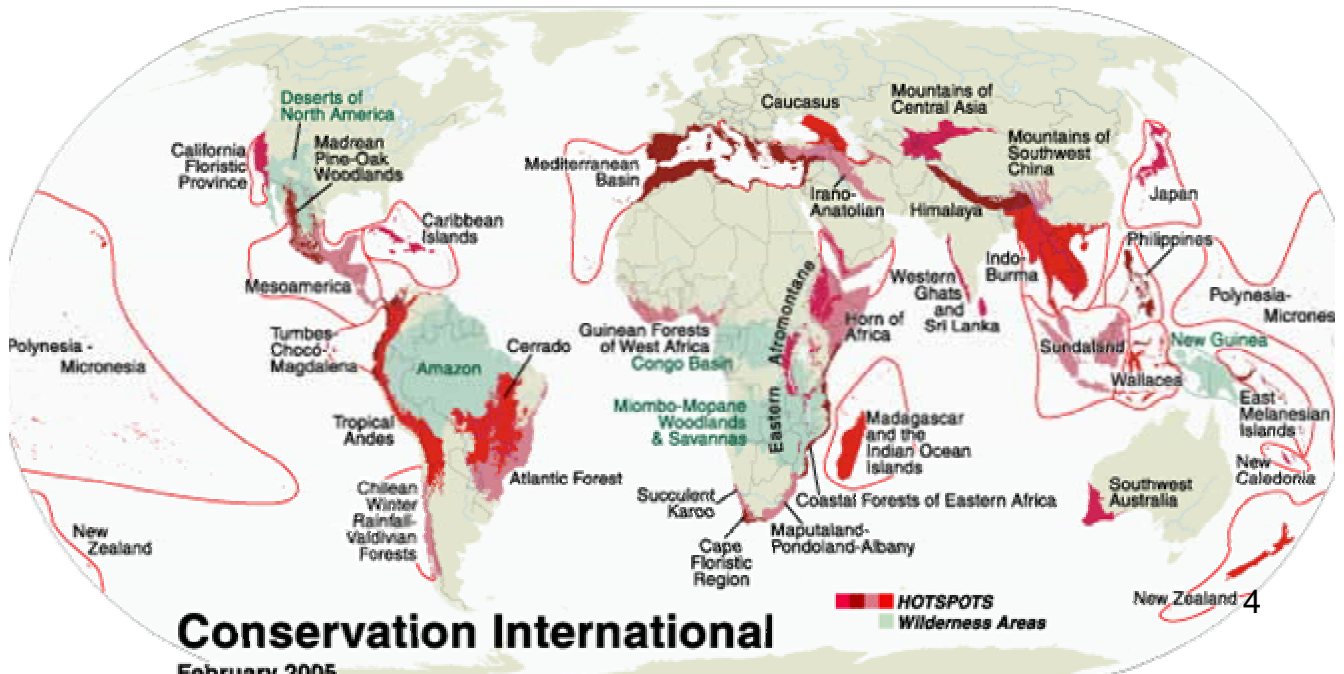 Deserts of
North America
California
Floristic
Province
Madrean
Pine-Oak
Woodlands
Caribbean
Islands
Mesoamerica
Polynesia -
Micronesia
Tumbes-
Chocó-
Magdalena
Amazon
Cerrado
Tropical
Andes
Atlantic Forest
Chilean
Winter
Rainfall-
Valdivian
Forests
New
Zealand
Mediterranean
Basin
Caucasus
Irano-
Anatolian
Mountains of
Central Asia
Mountains of
Southwest
China
Himalaya
Japan
Philippines
Indo-
Burma
Western
Ghats
and
Sri Lanka
Horn of
Africa
Eastern Afromontane
Guinean Forests
of West Africa
Congo Basin
Miombo-Mopane
Woodlands
& Savannas
Madagascar
and the
Indian Ocean
Islands
Coastal Forests of Eastern Africa
Succulent
Karoo
Cape
Floristic
Region
Maputaland-
Pondoland-Albany
Sundaland
Wallacea
New Guinea
Polynesia-
Micrones
East
Melanesian
Islands
New
Caledonia
Southwest
Australia
New Zealand
4
HOTSPOTS
Wilderness Areas
Conservation International
February 2005